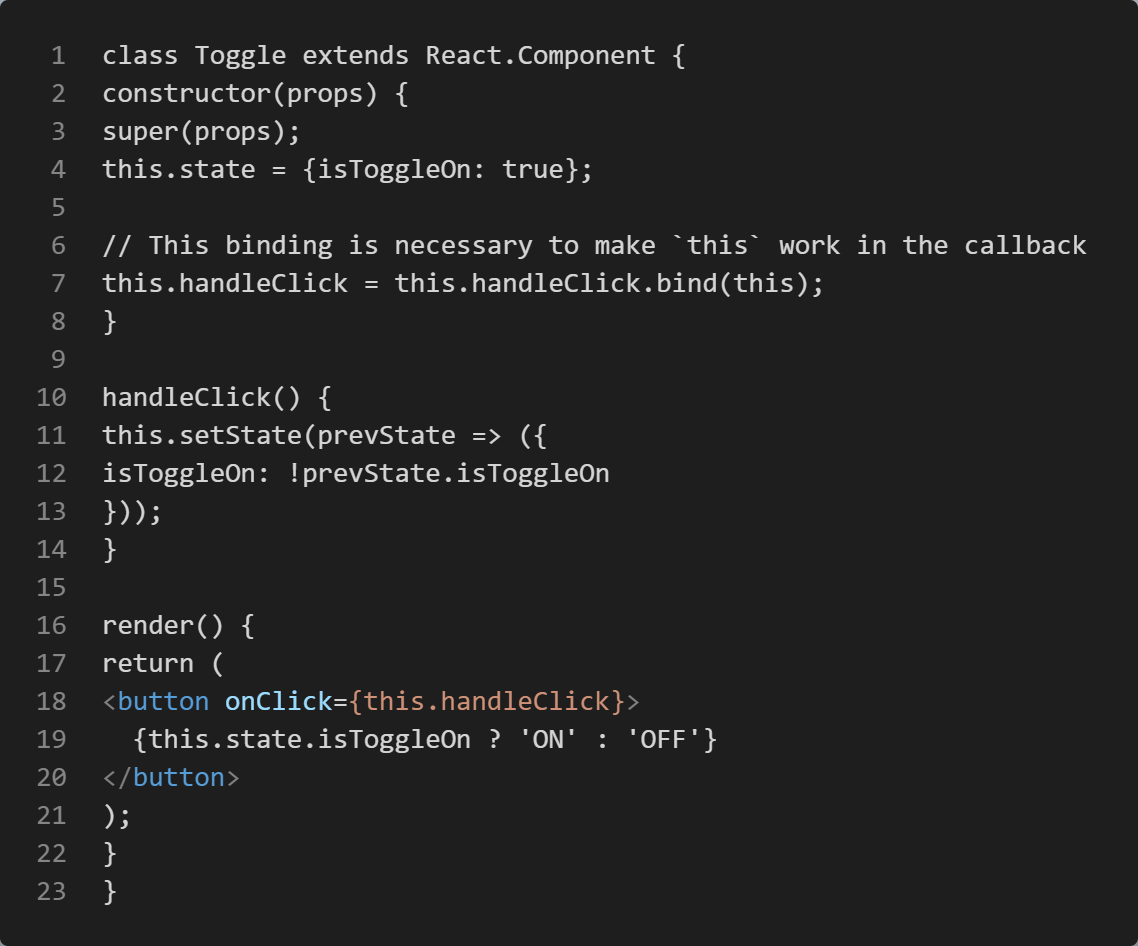 1 class Toggle extends React.Component {
2 constructor(props) {
3 super(props);
4 this.state = {isToggleOn: true};
5
6 // This binding is necessary to make `this` work in the callback
7 this.handleClick = this.handleClick.bind(this);
8 }
9
10 handleClick() {
11 this.setState(prevState => ({
12 isToggleOn: !prevState.isToggleOn
13 }));
14 }
15
16 render() {
17 return (
18 <button onClick={this.handleClick}>
19   {this.state.isToggleOn ? 'ON' : 'OFF'}
20 </button>
21 );
22 }
23 }